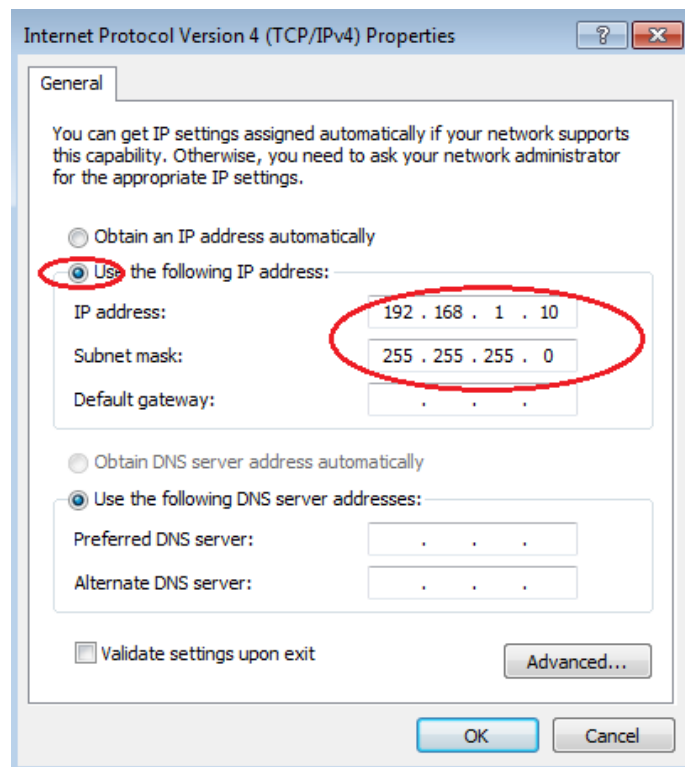 Internet Protocol Version 4 (TCP/IPv4) Properties
General
You can get IP settings assigned automatically if your network supports
this capability. Otherwise, you need to ask your network administrator
for the appropriate IP settings.
Obtain an IP address automatically
Use the following IP address:
IP address: 192 . 168 . 1 . 10
Subnet mask: 255 . 255 . 255 . 0
Default gateway: . . .
Obtain DNS server address automatically
Use the following DNS server addresses:
Preferred DNS server: . . .
Alternate DNS server: . . .
Validate settings upon exit
Advanced...
OK Cancel